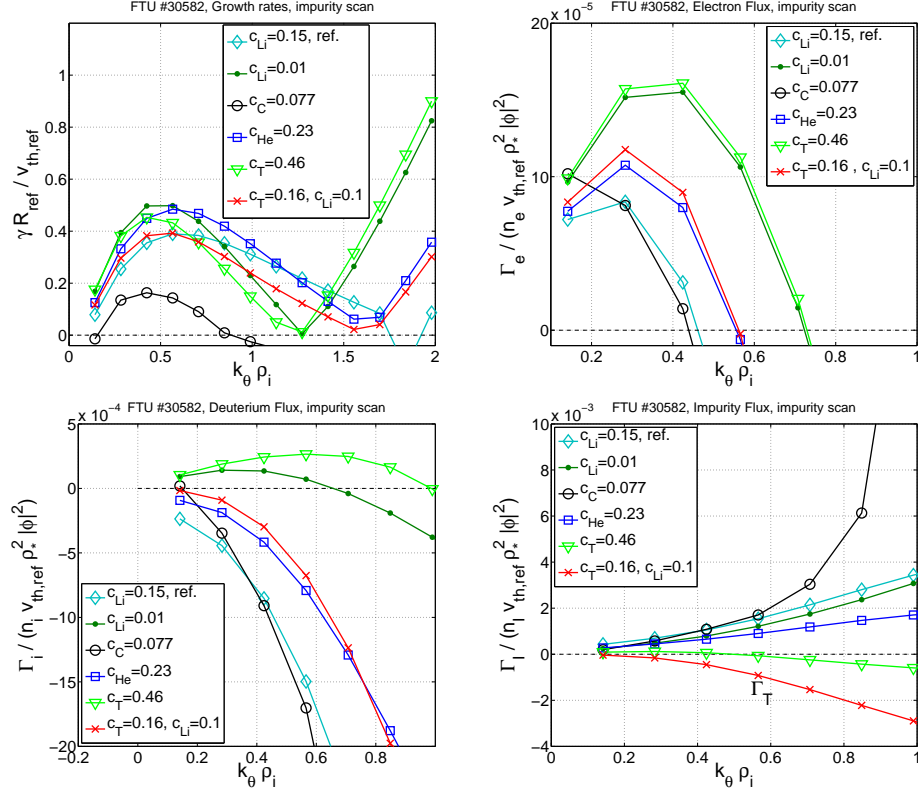 FTU #30582, Growth rates, impurity scan
c_Li=0.15, ref.
c_Li=0.01
c_C=0.077
c_He=0.23
c_T=0.46
c_T=0.16 , c_Li=0.1
γ R_ref / v_th,ref
1
0.8
0.6
0.4
0.2
0
0
0.5
1
1.5
2
k_θ ρ_i
FTU #30582, Electron Flux, impurity scan
x 10^-5
c_Li=0.15, ref.
c_Li=0.01
c_C=0.077
c_He=0.23
c_T=0.46
c_T=0.16 , c_Li=0.1
Γ_e / (n_e v_th,ref ρ_*^2 |ϕ|^2)
20
10
0
0.2
0.4
0.6
0.8
1
k_θ ρ_i
FTU #30582, Deuterium Flux, impurity scan
x 10^-4
5
0
−5
−10
−15
−20
Γ_i / (n_i v_th,ref ρ_*^2 |ϕ|^2)
c_Li=0.15, ref.
c_Li=0.01
c_C=0.077
c_He=0.23
c_T=0.46
c_T=0.16, c_Li=0.1
−0.2
0
0.2
0.4
0.6
0.8
k_θ ρ_i
FTU #30582, Impurity Flux, impurity scan
x 10^-3
10
8
6
4
2
0
−2
−4
Γ_I / (n_I v_th,ref ρ_*^2 |ϕ|^2)
c_Li=0.15, ref.
c_Li=0.01
c_C=0.077
c_He=0.23
c_T=0.46
c_T=0.16, c_Li=0.1
Γ_T
0
0.2
0.4
0.6
0.8
1
k_θ ρ_i